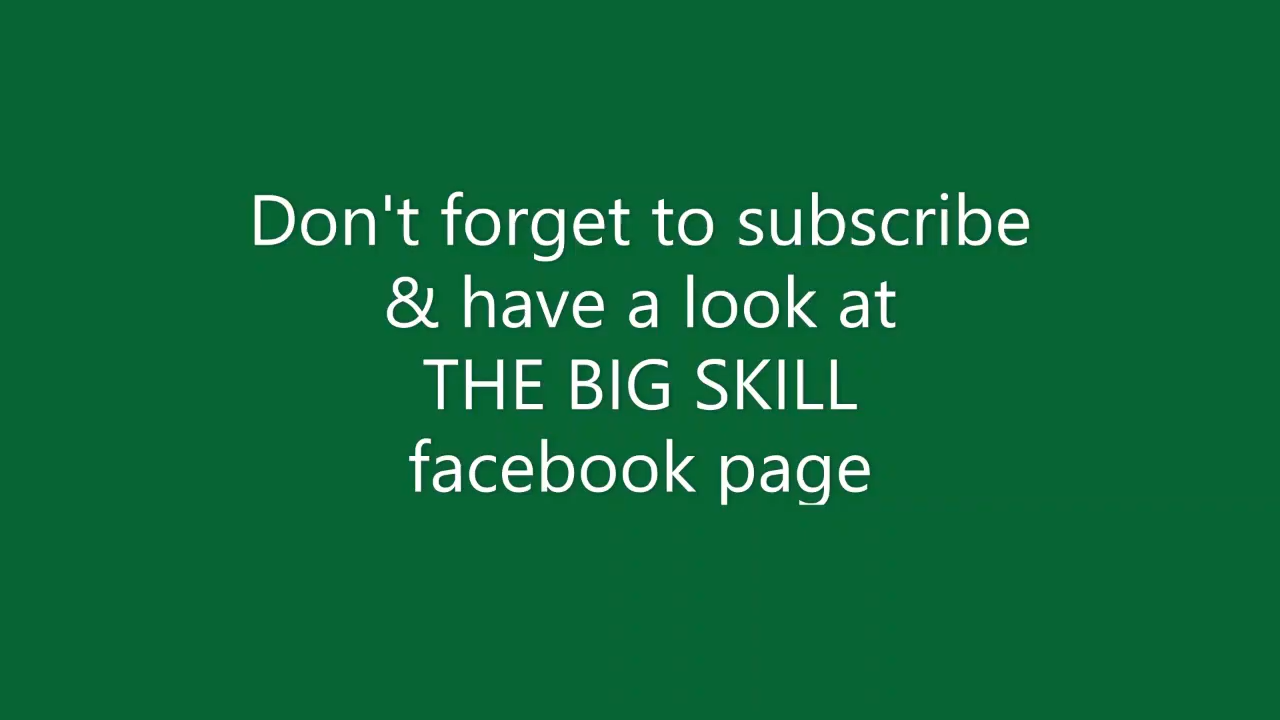 Don't forget to subscribe
& have a look at
THE BIG SKILL
facebook page